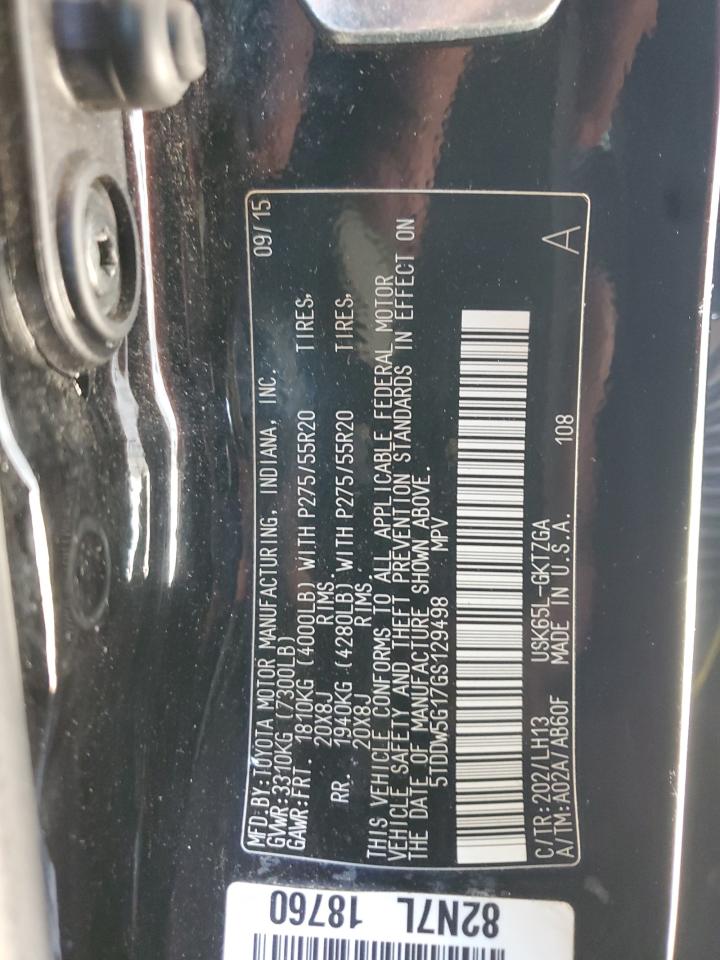 MFD.BY:TOYOTA MOTOR MANUFACTURING, INDIANA, INC. 09/15
GVWR:3310KG(7300LB)
GAWR:FRT. 1810KG(4000LB)WITH P275/55R20 TIRES,
20X8J RIMS.
RR. 1940KG(4280LB)WITH P275/55R20 TIRES,
20X8J RIMS.
THIS VEHICLE CONFORMS TO ALL APPLICABLE FEDERAL MOTOR
VEHICLE SAFETY AND THEFT PREVENTION STANDARDS IN EFFECT ON
THE DATE OF MANUFACTURE SHOWN ABOVE.
5TDDW5G17GS129498 MPV
C/TR:202/LH13 USK65L-GKTZGA 108 A
A/TM:A02A/AB60F MADE IN U.S.A.
82N7L
18760